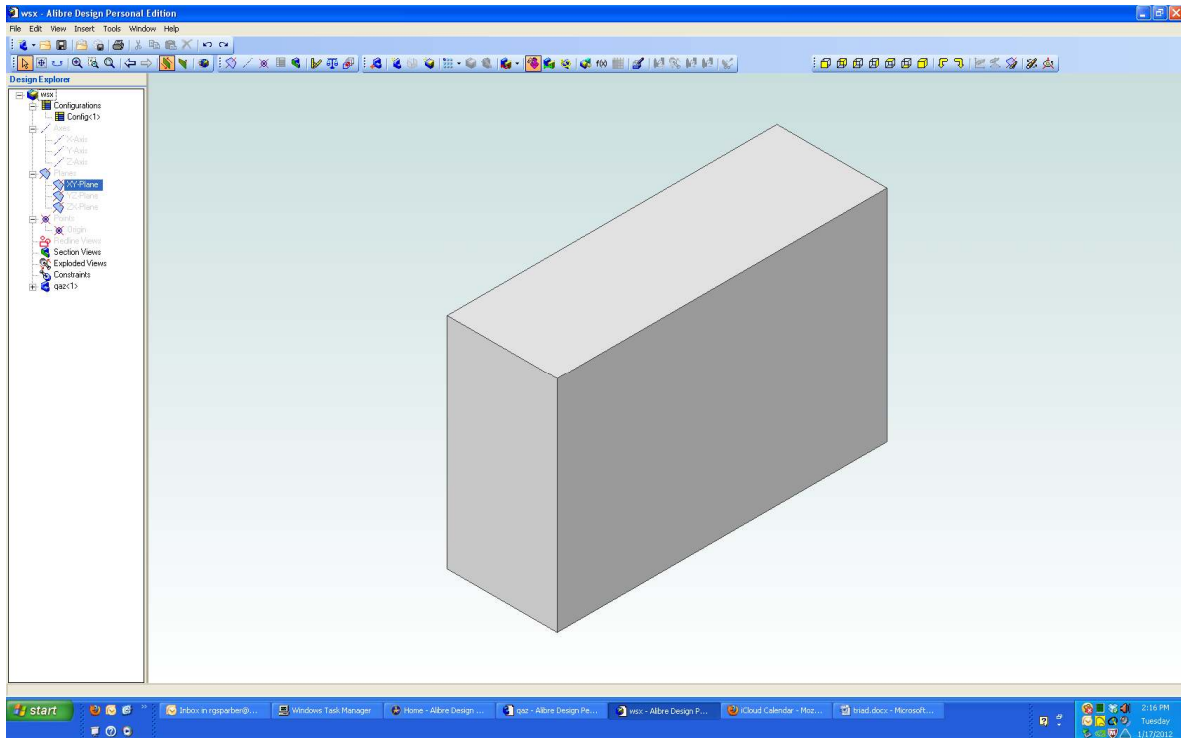 wsx - Alibre Design Personal Edition
File Edit View Insert Tools Window Help
Design Explorer
wsx
Configurations
Config<1>
Axes
X-Axis
Y-Axis
Z-Axis
Planes
XY-Plane
YZ-Plane
ZX-Plane
Points
Origin
Redline Views
Section Views
Exploded Views
Constraints
qaz<1>
start
Inbox in rgsparber@...
Windows Task Manager
Home - Alibre Design ...
qaz - Alibre Design Pe...
wsx - Alibre Design P...
iCloud Calendar - Moz...
triad.docx - Microsoft...
2:16 PM
Tuesday
1/17/2012